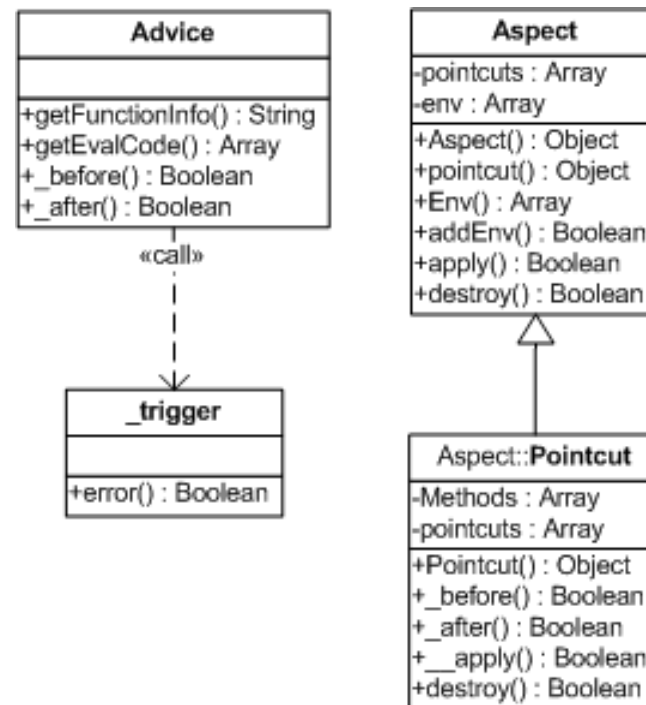 Advice
+getFunctionInfo() : String
+getEvalCode() : Array
+_before() : Boolean
+_after() : Boolean
«call»
_trigger
+error() : Boolean
Aspect
-pointcuts : Array
-env : Array
+Aspect() : Object
+pointcut() : Object
+Env() : Array
+addEnv() : Boolean
+apply() : Boolean
+destroy() : Boolean
Aspect::Pointcut
-Methods : Array
-pointcuts : Array
+Pointcut() : Object
+_before() : Boolean
+_after() : Boolean
+__apply() : Boolean
+destroy() : Boolean